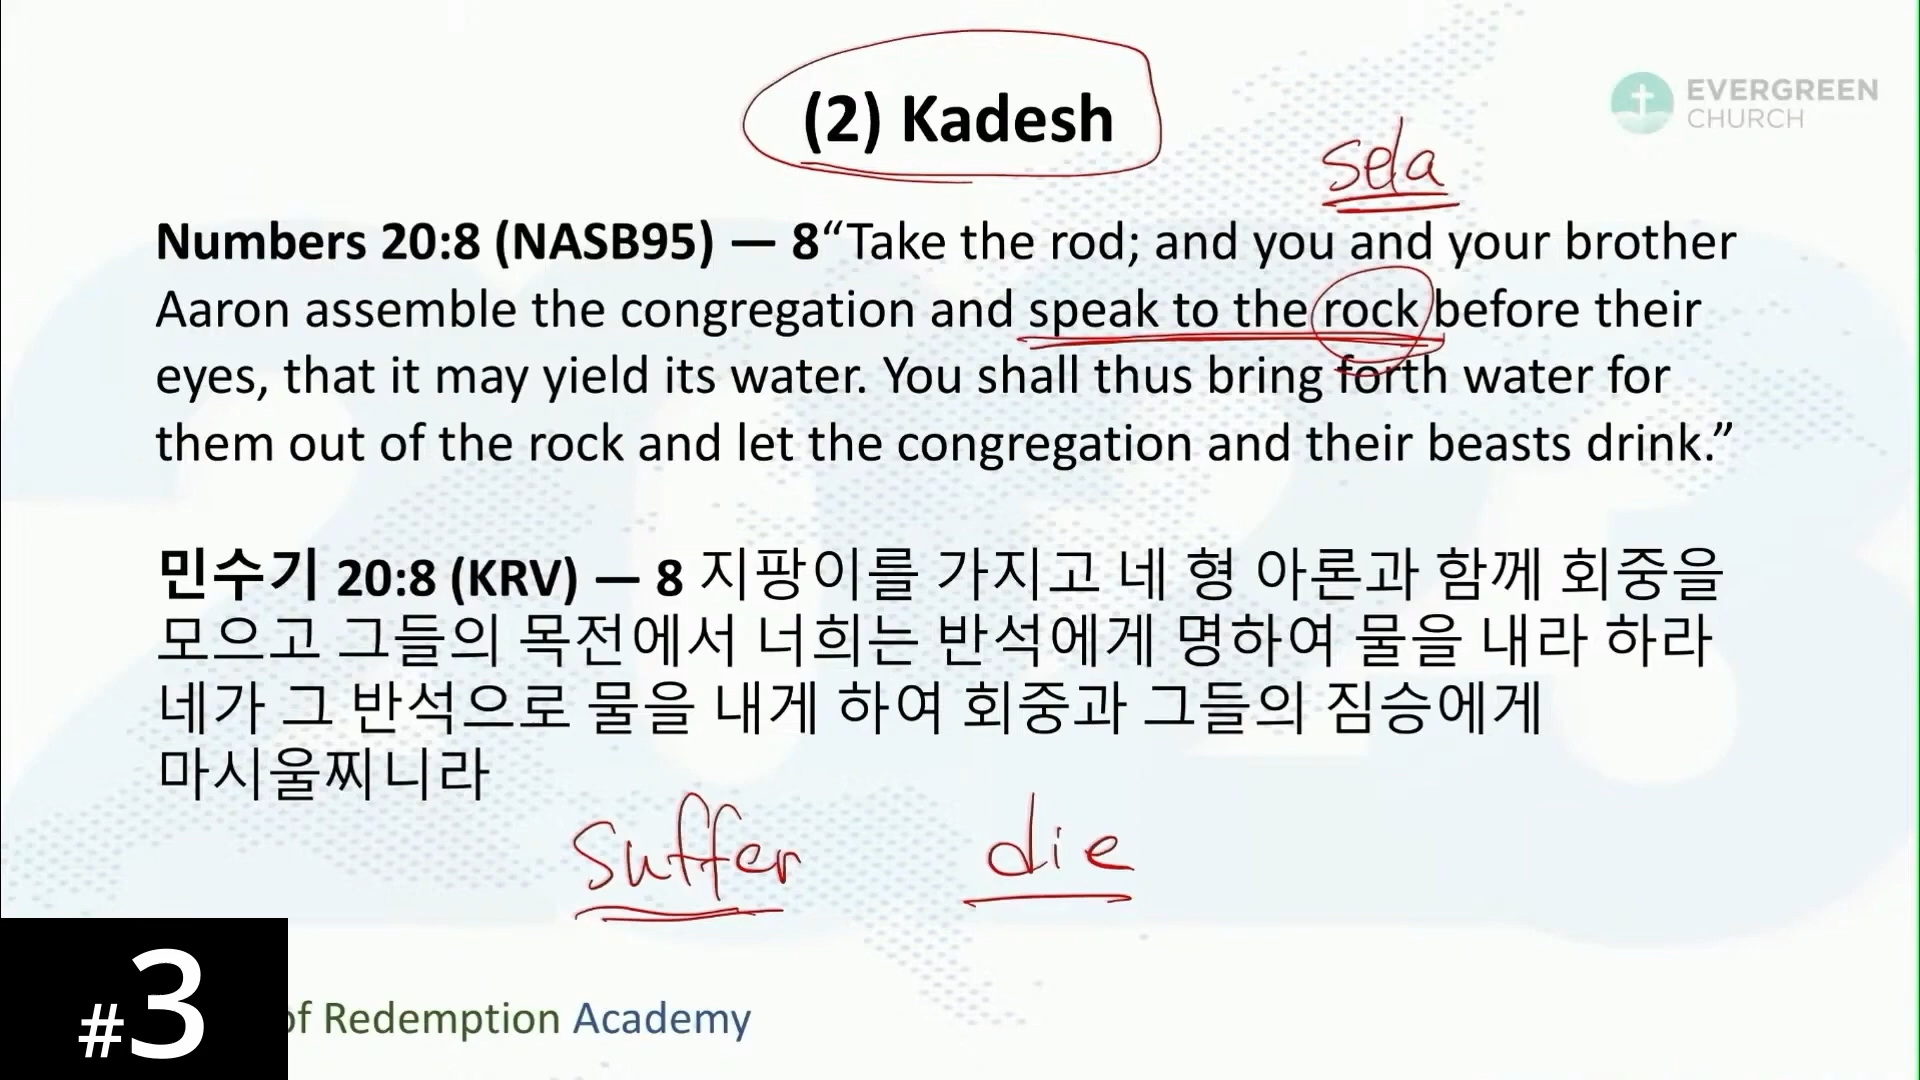 (2) Kadesh
EVERGREEN
CHURCH
sela
Numbers 20:8 (NASB95) — 8“Take the rod; and you and your brother
Aaron assemble the congregation and speak to the rock before their
eyes, that it may yield its water. You shall thus bring forth water for
them out of the rock and let the congregation and their beasts drink.”
민수기 20:8 (KRV) — 8 지팡이를 가지고 네 형 아론과 함께 회중을
모으고 그들의 목전에서 너희는 반석에게 명하여 물을 내라 하라
네가 그 반석으로 물을 내게 하여 회중과 그들의 짐승에게
마시울찌니라
suffer die
#3
of Redemption Academy